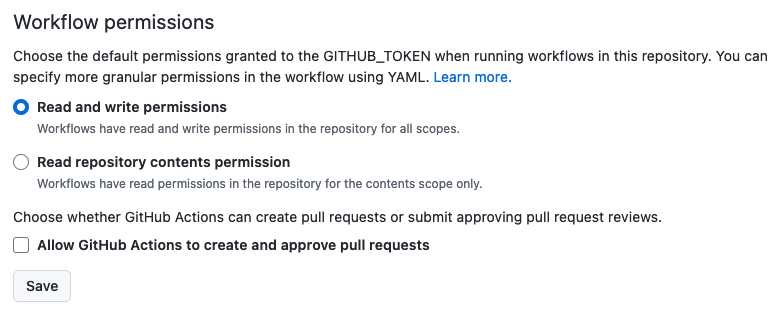 Workflow permissions
Choose the default permissions granted to the GITHUB_TOKEN when running workflows in this repository. You can
specify more granular permissions in the workflow using YAML. Learn more.
Read and write permissions
Workflows have read and write permissions in the repository for all scopes.
Read repository contents permission
Workflows have read permissions in the repository for the contents scope only.
Choose whether GitHub Actions can create pull requests or submit approving pull request reviews.
Allow GitHub Actions to create and approve pull requests
Save